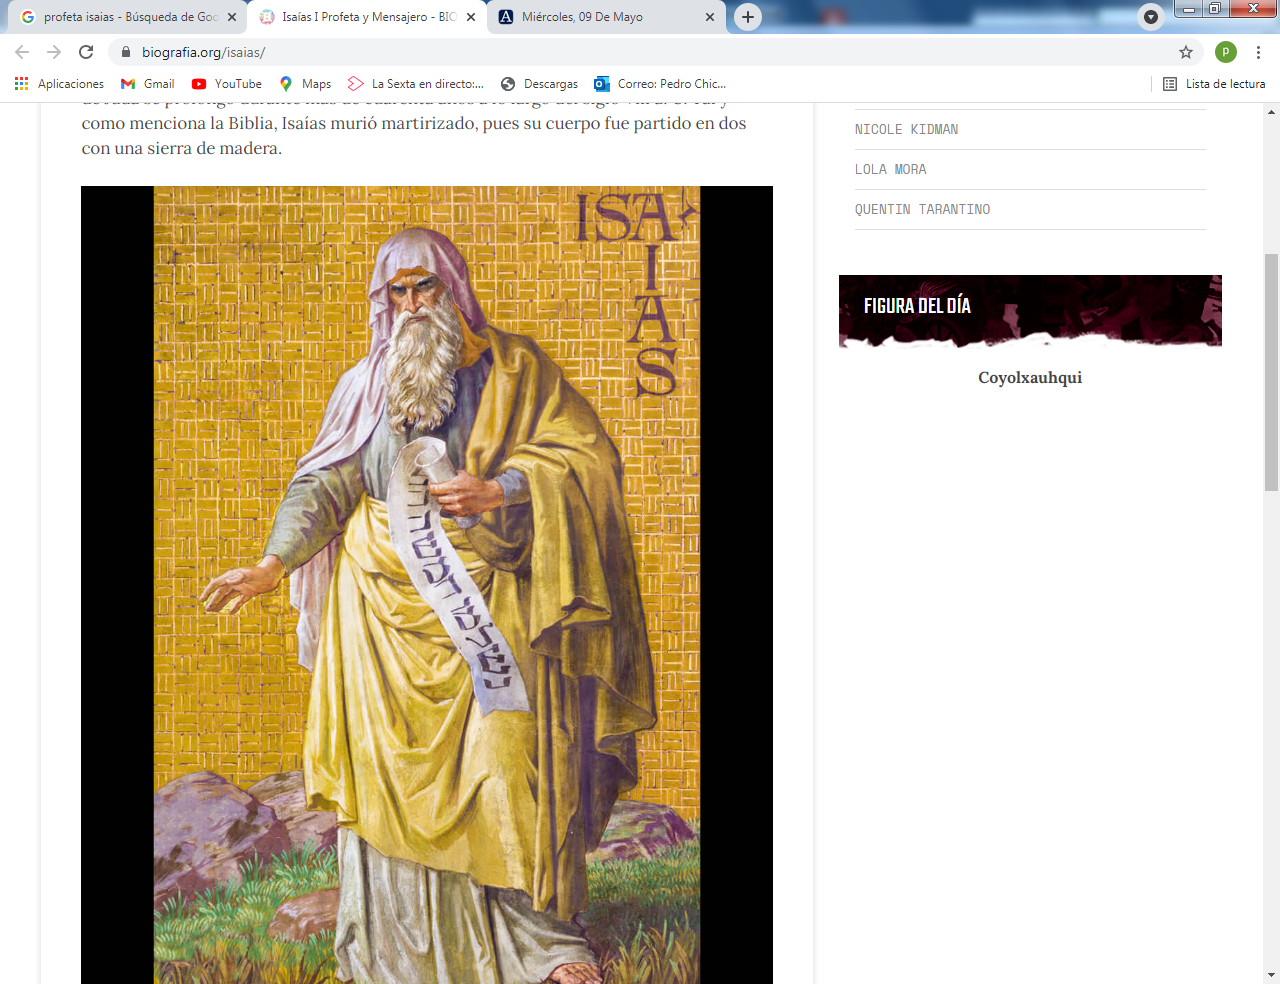 profeta isaias - Búsqueda de Goo
Isaías I Profeta y Mensajero - BIO
Miércoles, 09 De Mayo
biografia.org/isaias/
P
Aplicaciones
Gmail
YouTube
Maps
La Sexta en directo:...
Descargas
Correo: Pedro Chic...
Lista de lectura
como menciona la Biblia, Isaías murió martirizado, pues su cuerpo fue partido en dos
con una sierra de madera.
ISA
I
A
S
NICOLE KIDMAN
LOLA MORA
QUENTIN TARANTINO
FIGURA DEL DÍA
Coyolxauhqui